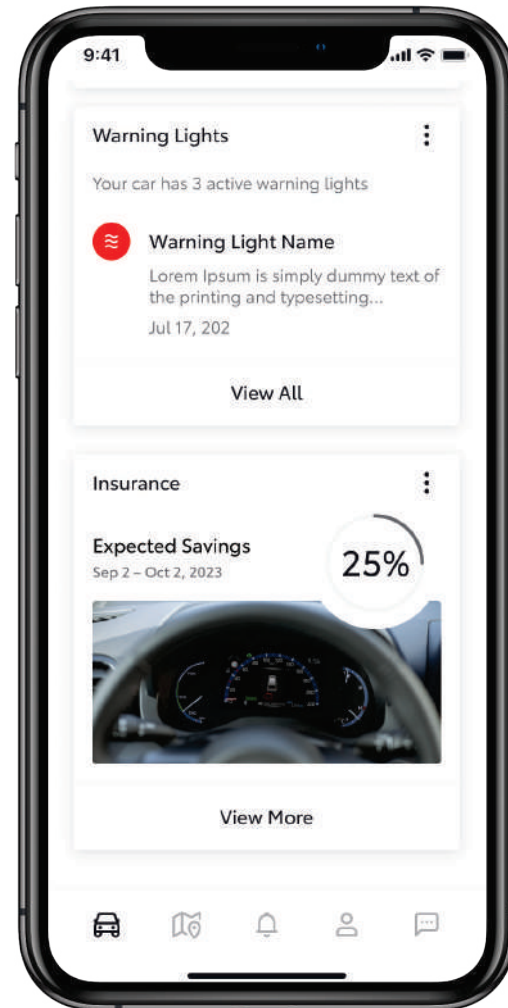 9:41
Warning Lights
Your car has 3 active warning lights
Warning Light Name
Lorem Ipsum is simply dummy text of
the printing and typesetting...
Jul 17, 202
View All
Insurance
Expected Savings
Sep 2 – Oct 2, 2023
25%
View More